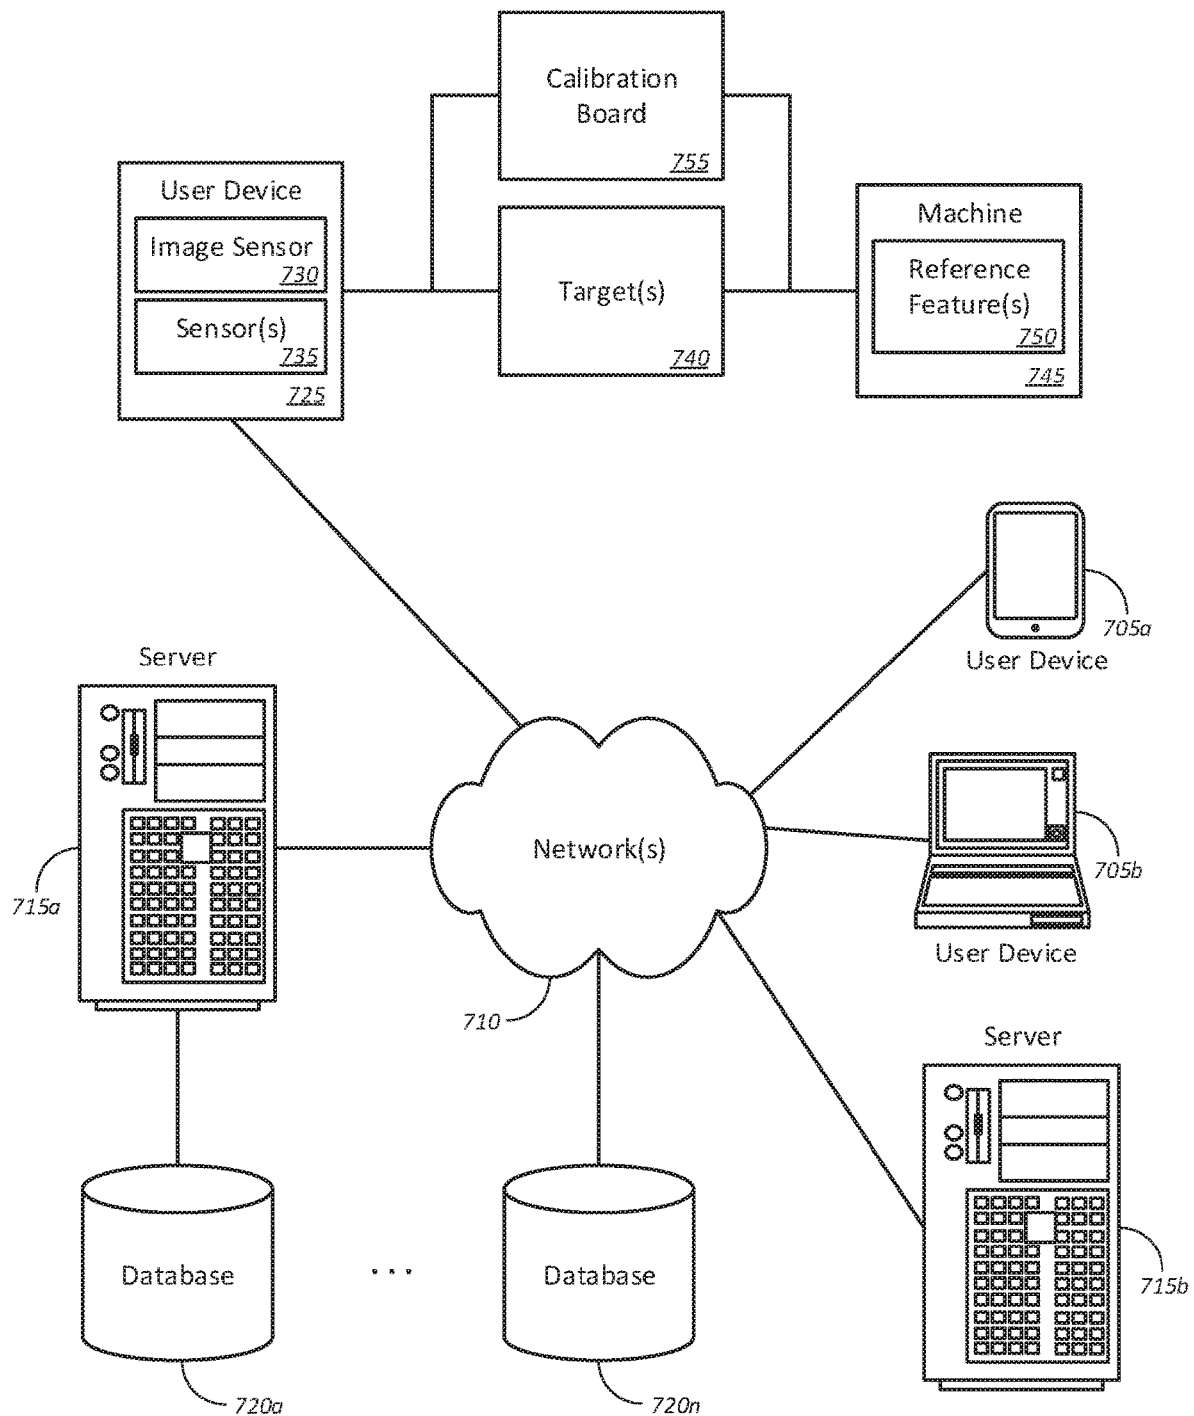 Calibration
Board
755
User Device
Image Sensor
730
Sensor(s)
735
725
Target(s)
740
Machine
Reference
Feature(s)
750
745
705a
User Device
Server
715a
Network(s)
710
705b
User Device
Server
715b
Database
720a
...
Database
720n